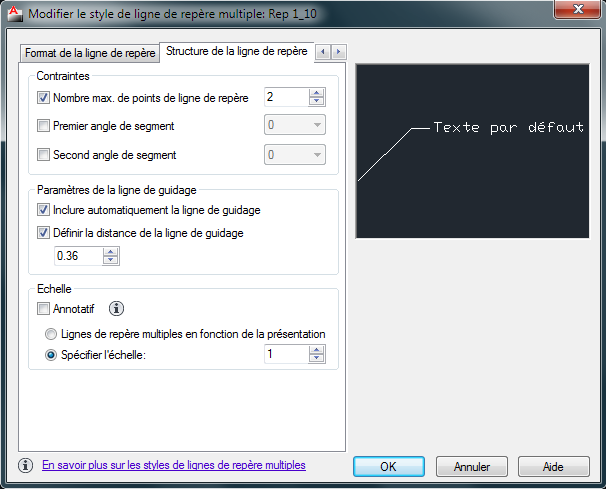 Modifier le style de ligne de repère multiple: Rep 1_10
Format de la ligne de repère
Structure de la ligne de repère
Contraintes
Nombre max. de points de ligne de repère
2
Premier angle de segment
0
Second angle de segment
0
Paramètres de la ligne de guidage
Inclure automatiquement la ligne de guidage
Définir la distance de la ligne de guidage
0.36
Echelle
Annotatif
Lignes de repère multiples en fonction de la présentation
Spécifier l'échelle:
1
Texte par défaut
En savoir plus sur les styles de lignes de repère multiples
OK
Annuler
Aide